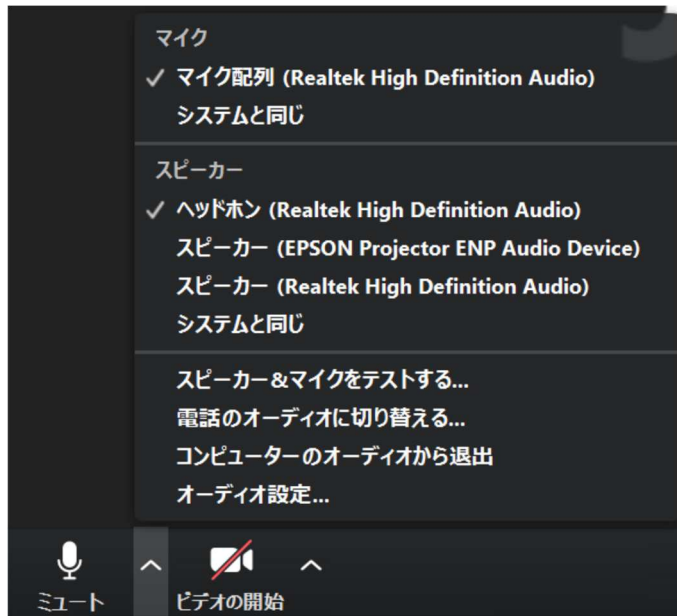 マイク
マイク配列 (Realtek High Definition Audio)
システムと同じ
スピーカー
ヘッドホン (Realtek High Definition Audio)
スピーカー (EPSON Projector ENP Audio Device)
スピーカー (Realtek High Definition Audio)
システムと同じ
スピーカー&マイクをテストする...
電話のオーディオに切り替える...
コンピューターのオーディオから退出
オーディオ設定...
ミュート
ビデオの開始